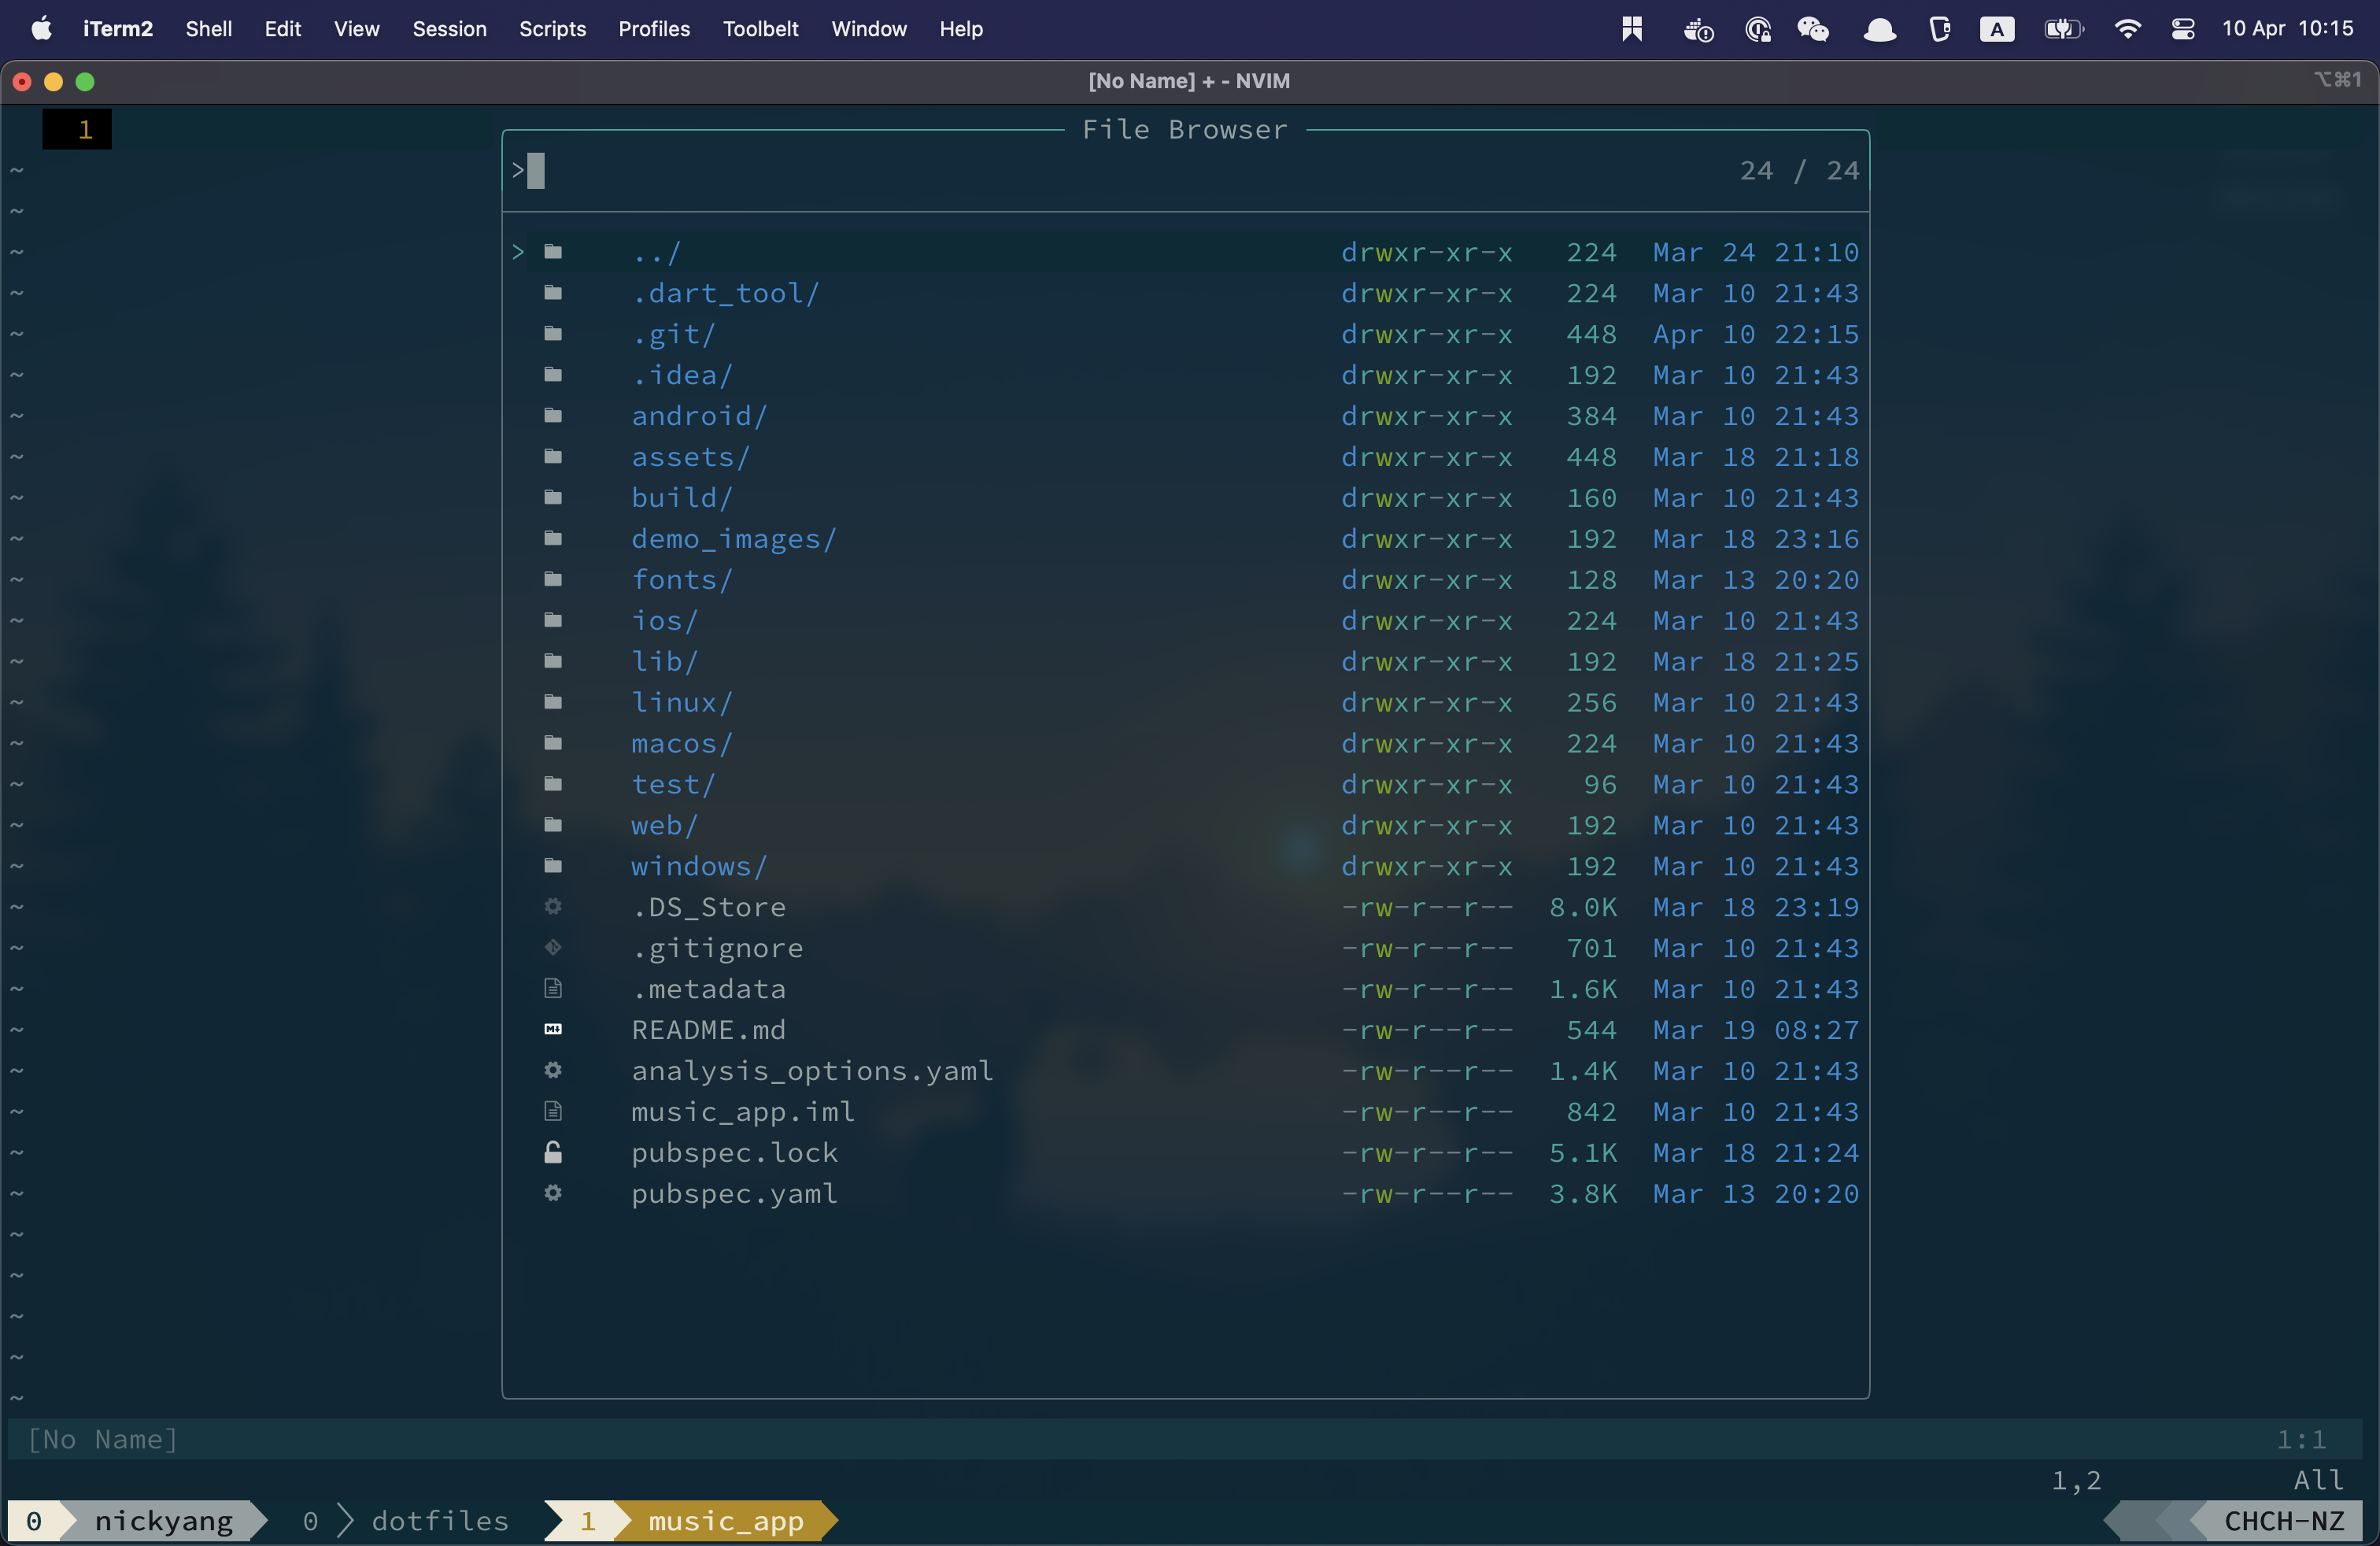 iTerm2 Shell Edit View Session Scripts Profiles Toolbelt Window Help A 10 Apr 10:15
[No Name] + - NVIM ⌥⌘1
1 File Browser
> 24 / 24
~
~
~ > ../ drwxr-xr-x 224 Mar 24 21:10
~ .dart_tool/ drwxr-xr-x 224 Mar 10 21:43
~ .git/ drwxr-xr-x 448 Apr 10 22:15
~ .idea/ drwxr-xr-x 192 Mar 10 21:43
~ android/ drwxr-xr-x 384 Mar 10 21:43
~ assets/ drwxr-xr-x 448 Mar 18 21:18
~ build/ drwxr-xr-x 160 Mar 10 21:43
~ demo_images/ drwxr-xr-x 192 Mar 18 23:16
~ fonts/ drwxr-xr-x 128 Mar 13 20:20
~ ios/ drwxr-xr-x 224 Mar 10 21:43
~ lib/ drwxr-xr-x 192 Mar 18 21:25
~ linux/ drwxr-xr-x 256 Mar 10 21:43
~ macos/ drwxr-xr-x 224 Mar 10 21:43
~ test/ drwxr-xr-x 96 Mar 10 21:43
~ web/ drwxr-xr-x 192 Mar 10 21:43
~ windows/ drwxr-xr-x 192 Mar 10 21:43
~ .DS_Store -rw-r--r-- 8.0K Mar 18 23:19
~ .gitignore -rw-r--r-- 701 Mar 10 21:43
~ .metadata -rw-r--r-- 1.6K Mar 10 21:43
~ README.md -rw-r--r-- 544 Mar 19 08:27
~ analysis_options.yaml -rw-r--r-- 1.4K Mar 10 21:43
~ music_app.iml -rw-r--r-- 842 Mar 10 21:43
~ pubspec.lock -rw-r--r-- 5.1K Mar 18 21:24
~ pubspec.yaml -rw-r--r-- 3.8K Mar 13 20:20
~
~
~
~
~
[No Name] 1:1
1,2 All
0 nickyang 0 dotfiles 1 music_app CHCH-NZ